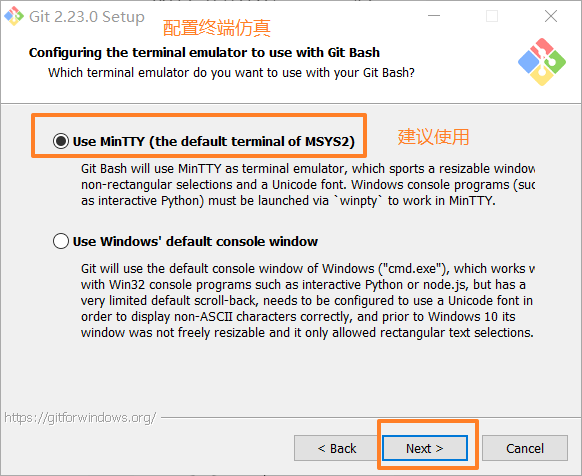 Git 2.23.0 Setup
配置终端仿真
Configuring the terminal emulator to use with Git Bash
Which terminal emulator do you want to use with your Git Bash?
Use MinTTY (the default terminal of MSYS2)
建议使用
Git Bash will use MinTTY as terminal emulator, which sports a resizable window
non-rectangular selections and a Unicode font. Windows console programs (suc
as interactive Python) must be launched via `winpty` to work in MinTTY.
Use Windows' default console window
Git will use the default console window of Windows ("cmd.exe"), which works w
with Win32 console programs such as interactive Python or node.js, but has a
very limited default scroll-back, needs to be configured to use a Unicode font in
order to display non-ASCII characters correctly, and prior to Windows 10 its
window was not freely resizable and it only allowed rectangular text selections.
https://gitforwindows.org/
< Back
Next >
Cancel